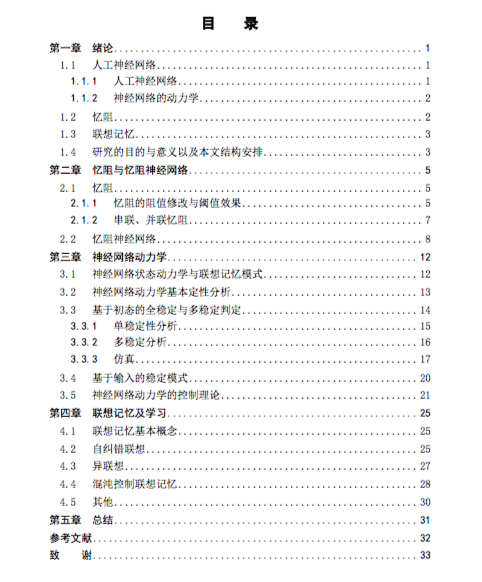 目 录
第一章 绪论 1
1.1 人工神经网络 1
1.1.1 人工神经网络 1
1.1.2 神经网络的动力学 2
1.2 忆阻 2
1.3 联想记忆 3
1.4 研究的目的与意义以及本文结构安排 3
第二章 忆阻与忆阻神经网络 5
2.1 忆阻 5
2.1.1 忆阻的阻值修改与阈值效果 5
2.1.2 串联、并联忆阻 7
2.2 忆阻神经网络 8
第三章 神经网络动力学 12
3.1 神经网络状态动力学与联想记忆模式 12
3.2 神经网络动力学基本定性分析 13
3.3 基于初态的全稳定与多稳定判定 14
3.3.1 单稳定性分析 15
3.3.2 多稳定分析 16
3.3.3 仿真 17
3.4 基于输入的稳定模式 20
3.5 神经网络动力学的控制理论 21
第四章 联想记忆及学习 25
4.1 联想记忆基本概念 25
4.2 自纠错联想 25
4.3 异联想 27
4.4 混沌控制联想记忆 28
4.5 其他 30
第五章 总结 31
参考文献 32
致 谢 33